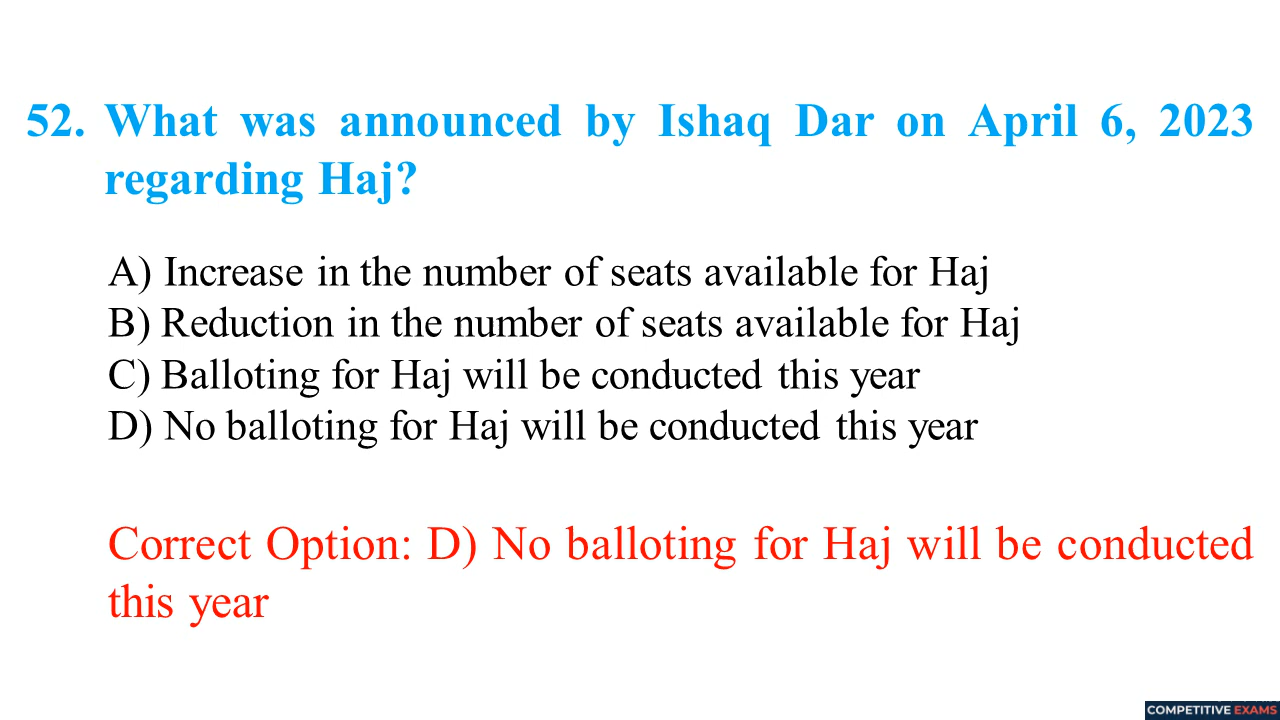 52. What was announced by Ishaq Dar on April 6, 2023
regarding Haj?
A) Increase in the number of seats available for Haj
B) Reduction in the number of seats available for Haj
C) Balloting for Haj will be conducted this year
D) No balloting for Haj will be conducted this year
Correct Option: D) No balloting for Haj will be conducted
this year
COMPETITIVE EXAMS